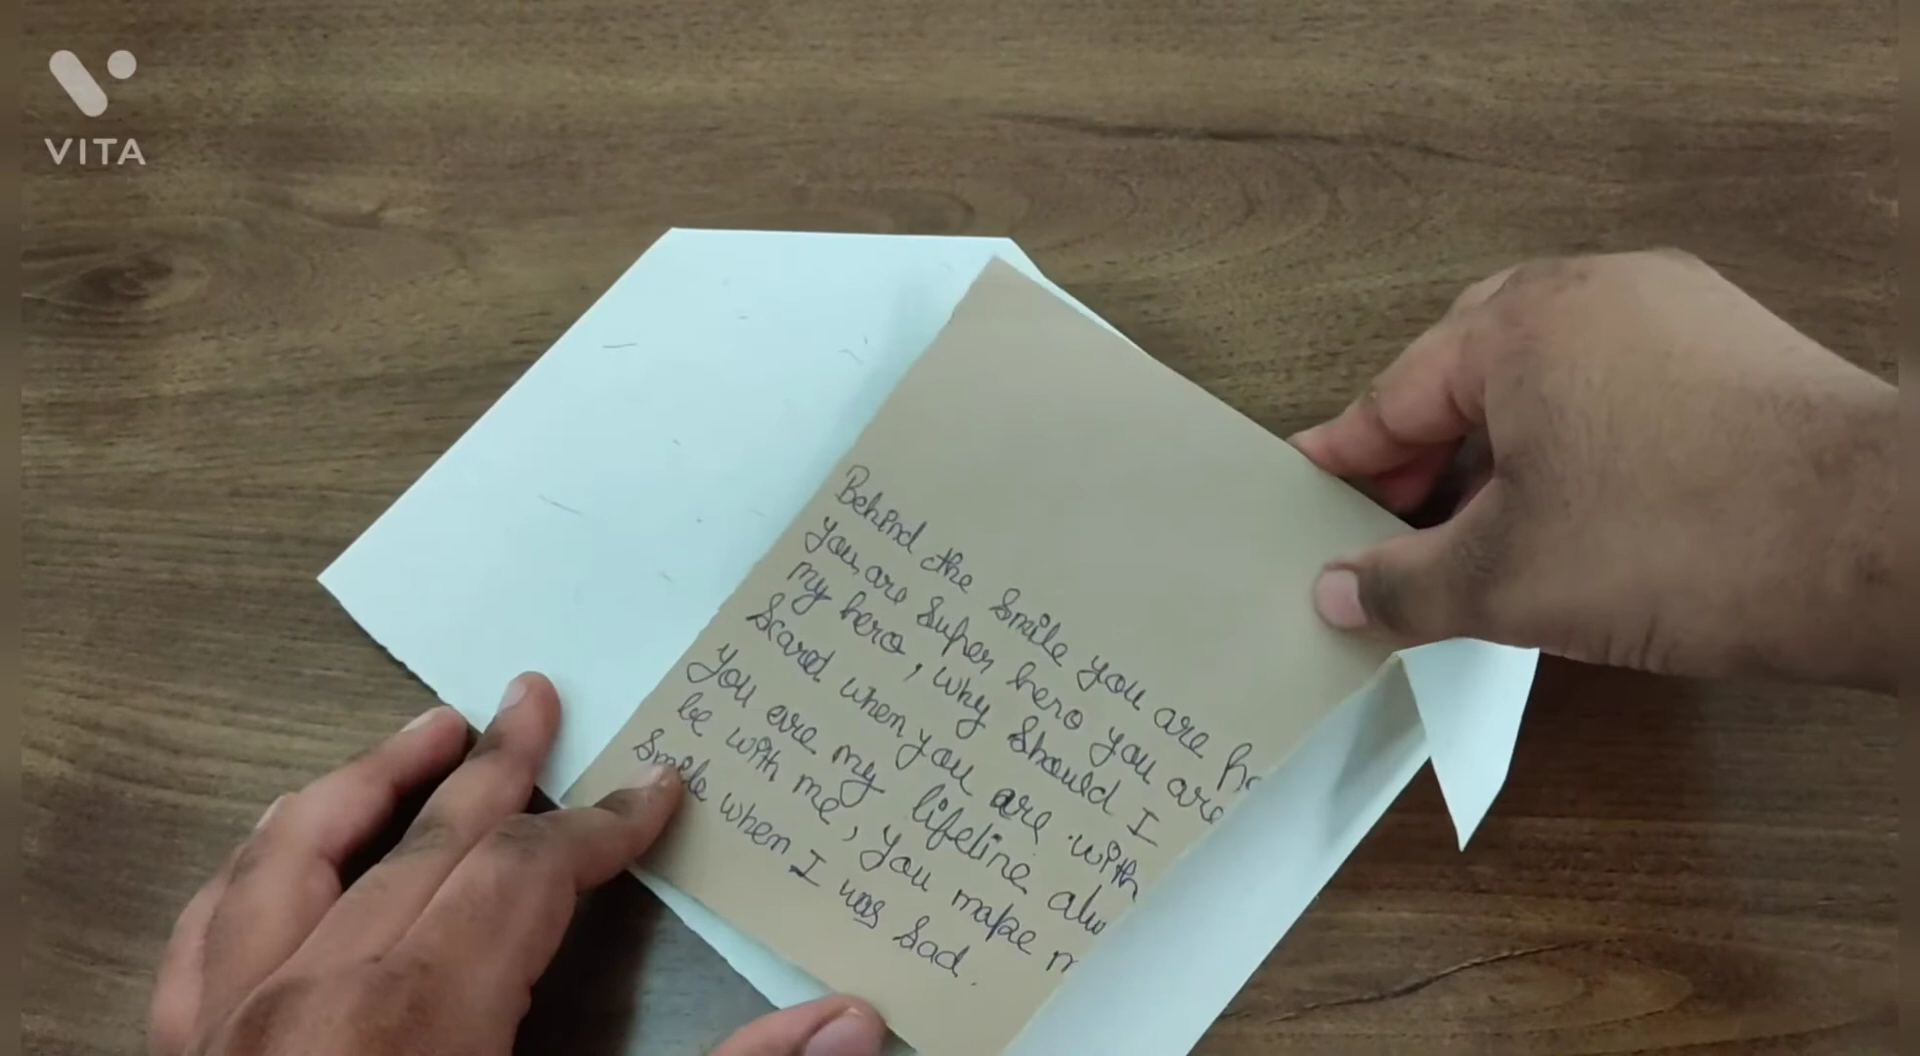 VITA
Behind the Smile you are
you are Super hero you are
my hero, why Should I
Scared when you are with
you are my lifeline
be with me, you make
Smile when I was Sad.